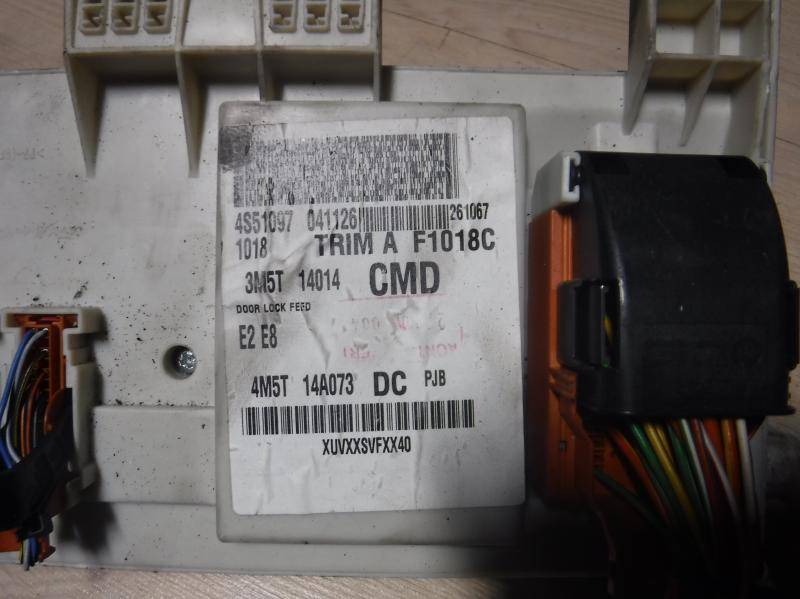 4S51097 041126 261067
1018 TRIM A F1018C
3M5T 14014 CMD
DOOR LOCK FEED
E2 E8
4M5T 14A073 DC PJB
XUVXXSVFXX40